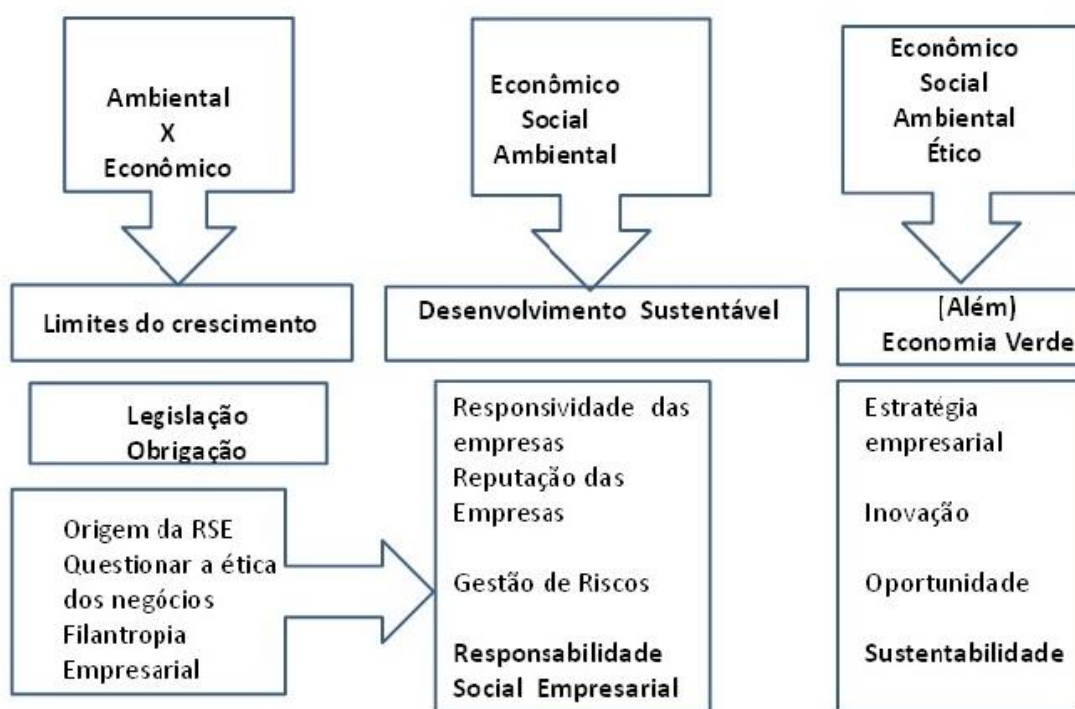 Ambiental
X
Econômico
Limites do crescimento
Legislação
Obrigação
Origem da RSE
Questionar a ética
dos negócios
Filantropia
Empresarial
Econômico
Social
Ambiental
Desenvolvimento Sustentável
Responsividade das
empresas
Reputação das
Empresas
Gestão de Riscos
Responsabilidade
Social Empresarial
Econômico
Social
Ambiental
Ético
(Além)
Economia Verde
Estratégia
empresarial
Inovação
Oportunidade
Sustentabilidade